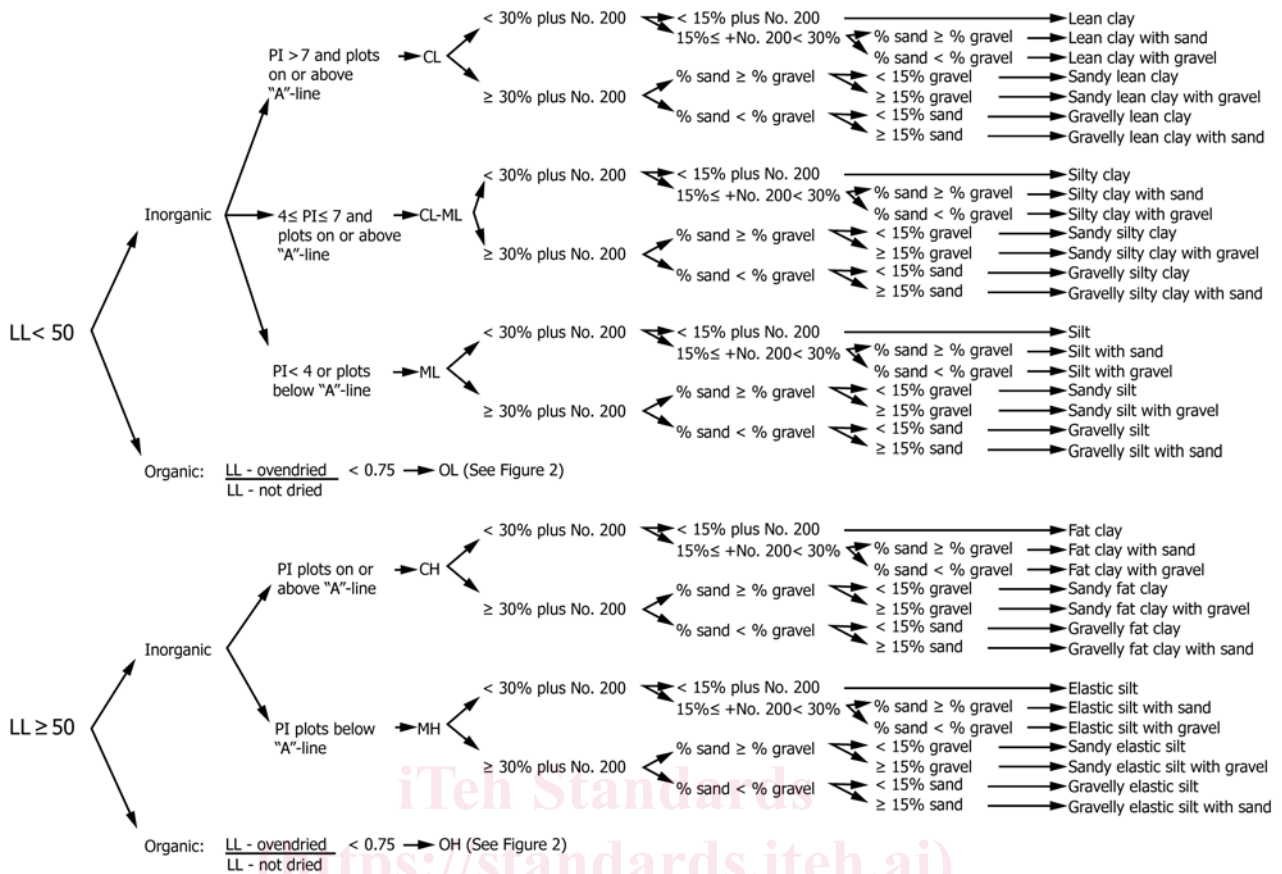 < 30% plus No. 200 < 15% plus No. 200 Lean clay
PI > 7 and plots on or above "A"-line CL 15%≤ +No. 200< 30% % sand ≥ % gravel Lean clay with sand
% sand < % gravel Lean clay with gravel
≥ 30% plus No. 200 % sand ≥ % gravel < 15% gravel Sandy lean clay
≥ 15% gravel Sandy lean clay with gravel
% sand < % gravel < 15% sand Gravelly lean clay
≥ 15% sand Gravelly lean clay with sand
< 30% plus No. 200 < 15% plus No. 200 Silty clay
15%≤ +No. 200< 30% % sand ≥ % gravel Silty clay with sand
Inorganic 4≤ PI≤ 7 and plots on or above "A"-line CL-ML % sand < % gravel Silty clay with gravel
≥ 30% plus No. 200 % sand ≥ % gravel < 15% gravel Sandy silty clay
≥ 15% gravel Sandy silty clay with gravel
% sand < % gravel < 15% sand Gravelly silty clay
≥ 15% sand Gravelly silty clay with sand
LL< 50
< 30% plus No. 200 < 15% plus No. 200 Silt
15%≤ +No. 200< 30% % sand ≥ % gravel Silt with sand
PI< 4 or plots below "A"-line ML % sand < % gravel Silt with gravel
≥ 30% plus No. 200 % sand ≥ % gravel < 15% gravel Sandy silt
≥ 15% gravel Sandy silt with gravel
% sand < % gravel < 15% sand Gravelly silt
≥ 15% sand Gravelly silt with sand
Organic: LL - ovendried < 0.75 OL (See Figure 2)
LL - not dried
< 30% plus No. 200 < 15% plus No. 200 Fat clay
15%≤ +No. 200< 30% % sand ≥ % gravel Fat clay with sand
PI plots on or above "A"-line CH % sand < % gravel Fat clay with gravel
≥ 30% plus No. 200 % sand ≥ % gravel < 15% gravel Sandy fat clay
≥ 15% gravel Sandy fat clay with gravel
% sand < % gravel < 15% sand Gravelly fat clay
≥ 15% sand Gravelly fat clay with sand
Inorganic
< 30% plus No. 200 < 15% plus No. 200 Elastic silt
15%≤ +No. 200< 30% % sand ≥ % gravel Elastic silt with sand
LL ≥ 50 PI plots below "A"-line MH % sand < % gravel Elastic silt with gravel
≥ 30% plus No. 200 % sand ≥ % gravel < 15% gravel Sandy elastic silt
≥ 15% gravel Sandy elastic silt with gravel
% sand < % gravel < 15% sand Gravelly elastic silt
≥ 15% sand Gravelly elastic silt with sand
iTeh Standards
Organic: LL - ovendried < 0.75 OH (See Figure 2)
LL - not dried
(https://standards.iteh.ai)